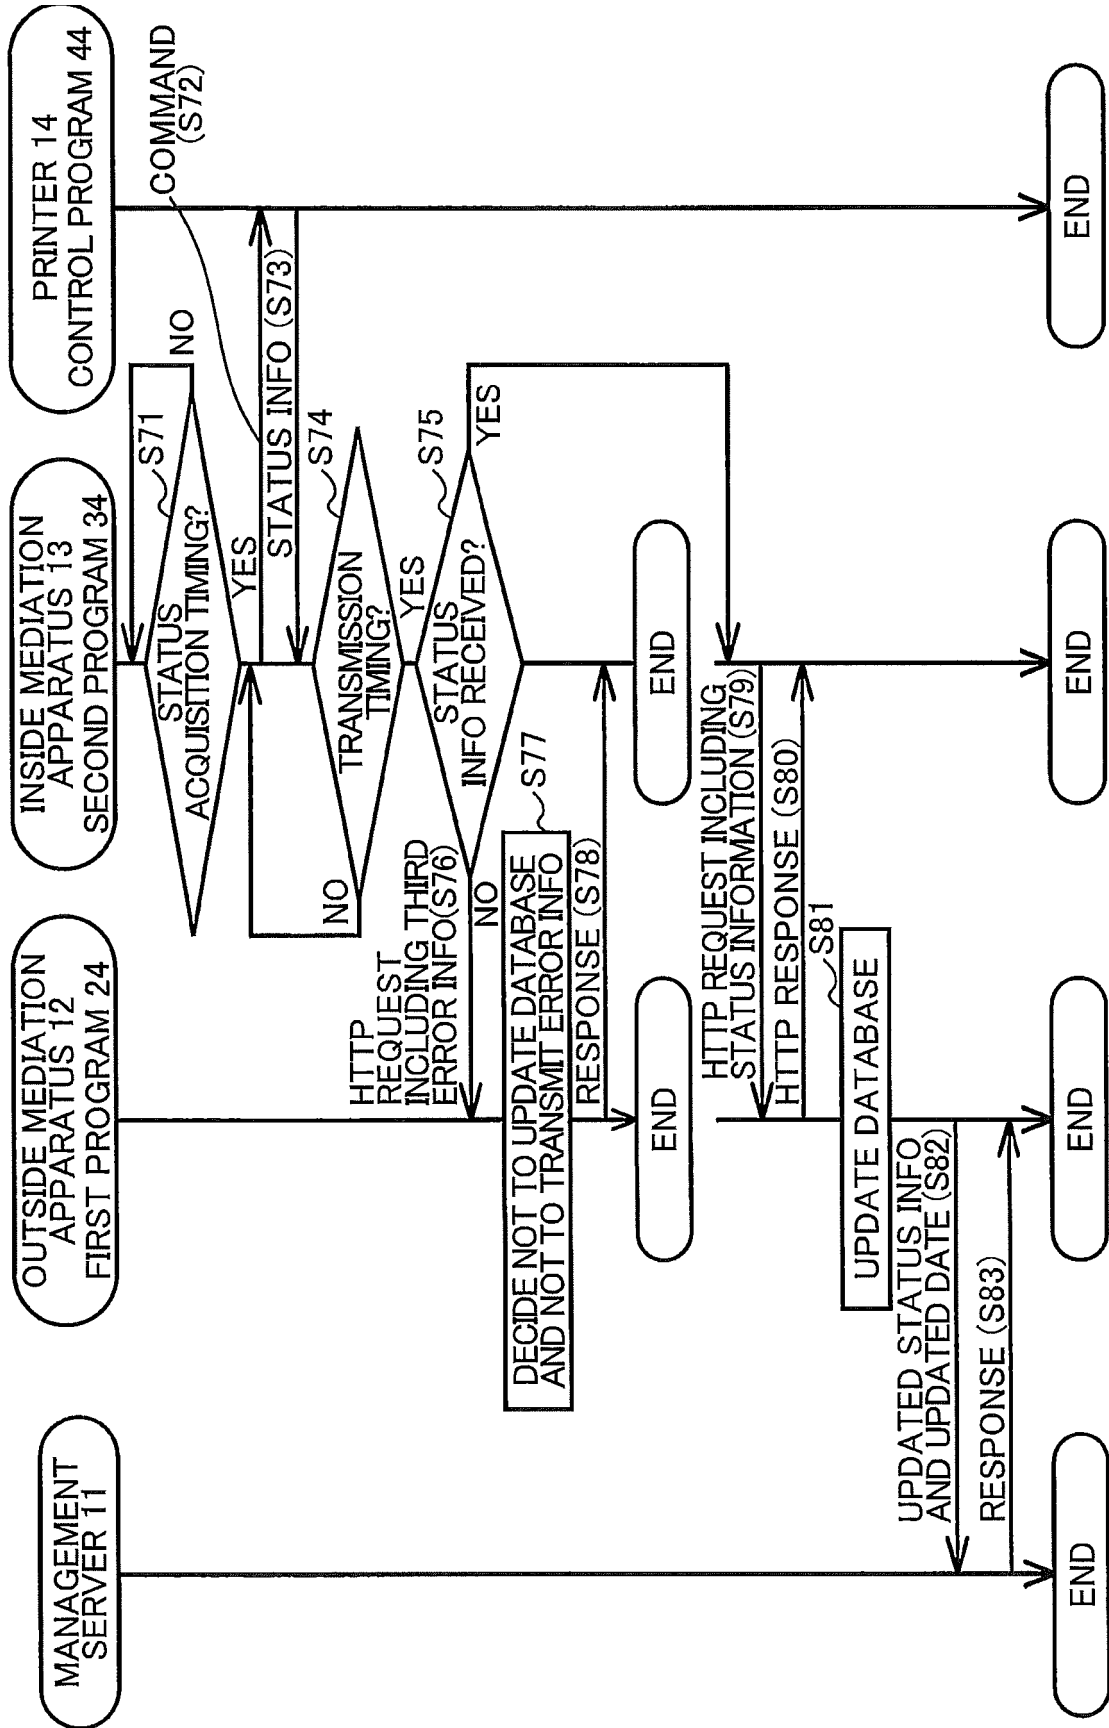 MANAGEMENT
SERVER 11
OUTSIDE MEDIATION
APPARATUS 12
FIRST PROGRAM 24
INSIDE MEDIATION
APPARATUS 13
SECOND PROGRAM 34
PRINTER 14
CONTROL PROGRAM 44
STATUS
ACQUISITION TIMING?
S71
NO
YES
COMMAND
(S72)
STATUS INFO (S73)
TRANSMISSION
TIMING?
S74
NO
YES
STATUS
INFO RECEIVED?
S75
YES
NO
HTTP
REQUEST
INCLUDING THIRD
ERROR INFO(S76)
DECIDE NOT TO UPDATE DATABASE
AND NOT TO TRANSMIT ERROR INFO
S77
RESPONSE (S78)
END
END
HTTP REQUEST INCLUDING
STATUS INFORMATION (S79)
HTTP RESPONSE (S80)
UPDATE DATABASE
S81
UPDATED STATUS INFO
AND UPDATED DATE (S82)
RESPONSE (S83)
END
END
END
END